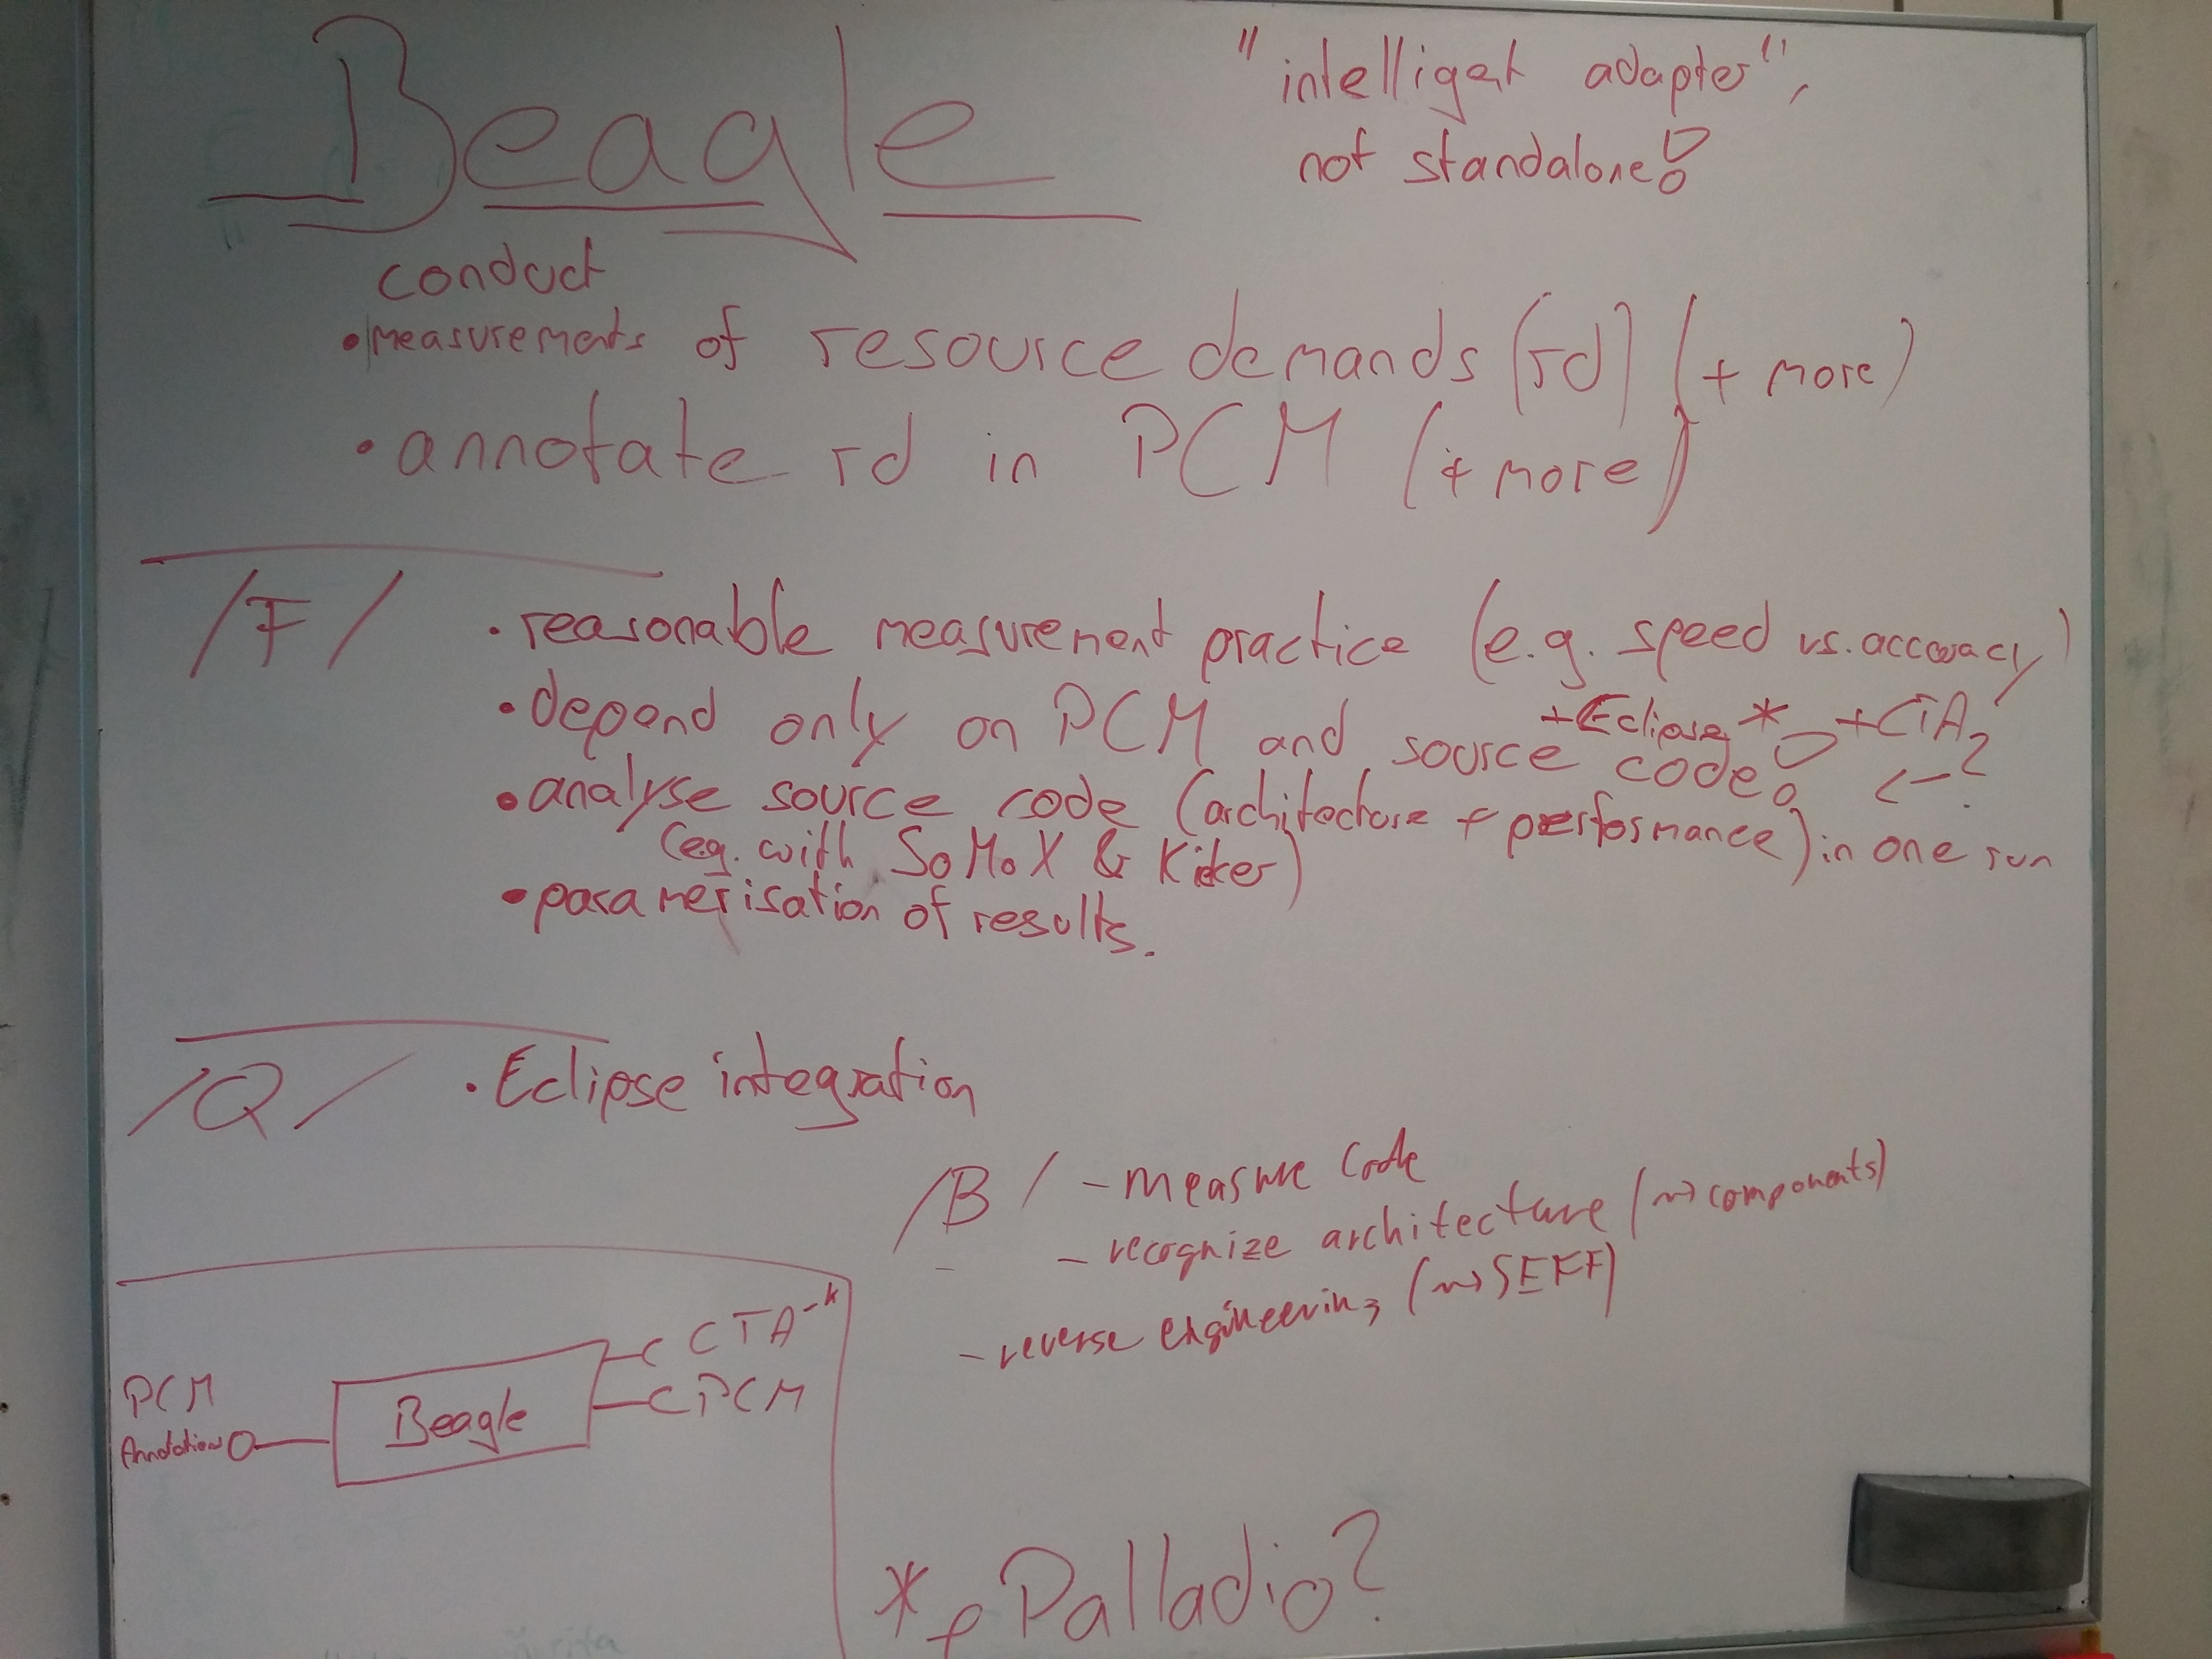 Beagle
"intelligent adapter",
not standalone!
conduct
• measurements of resource demands [rd] (+ more)
• annotate rd in PCM (+ more)
/F/
• reasonable measurement practice (e.g. speed vs. accuracy)
+Eclipse * +CTA?
• depend only on PCM and source code! <-?
• analyse source code (architecture + performance) in one run
(eg. with SoMoX & Kieker)
• paramerisation of results.
/Q/ • Eclipse integration
/B/ - measure code
- recognize architecture (~> components)
- reverse engineering (~> SEFF)
CTA
PCM
PCM
Annotation
Beagle
* Palladio?